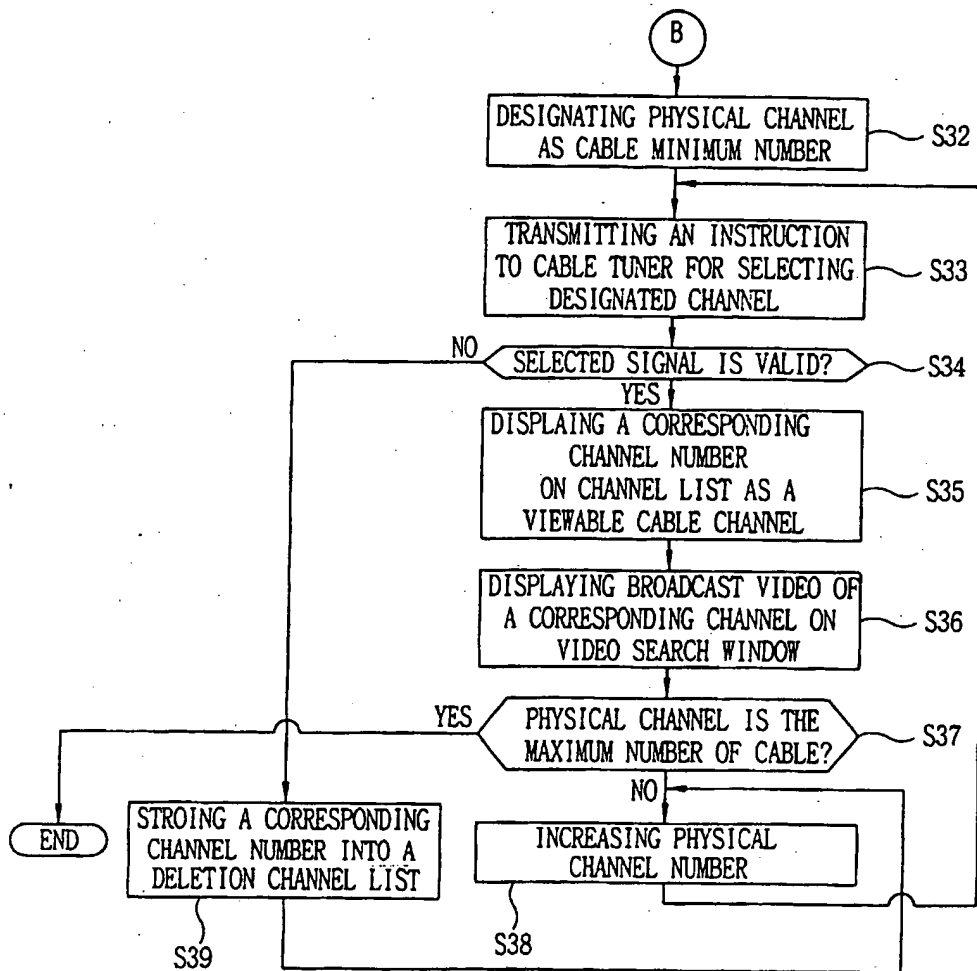 B
DESIGNATING PHYSICAL CHANNEL
AS CABLE MINIMUM NUMBER
S32
TRANSMITTING AN INSTRUCTION
TO CABLE TUNER FOR SELECTING
DESIGNATED CHANNEL
S33
NO
SELECTED SIGNAL IS VALID?
S34
YES
DISPLAING A CORRESPONDING
CHANNEL NUMBER
ON CHANNEL LIST AS A
VIEWABLE CABLE CHANNEL
S35
DISPLAYING BROADCAST VIDEO OF
A CORRESPONDING CHANNEL ON
VIDEO SEARCH WINDOW
S36
YES
PHYSICAL CHANNEL IS THE
MAXIMUM NUMBER OF CABLE?
S37
NO
END
STROING A CORRESPONDING
CHANNEL NUMBER INTO A
DELETION CHANNEL LIST
S39
INCREASING PHYSICAL
CHANNEL NUMBER
S38